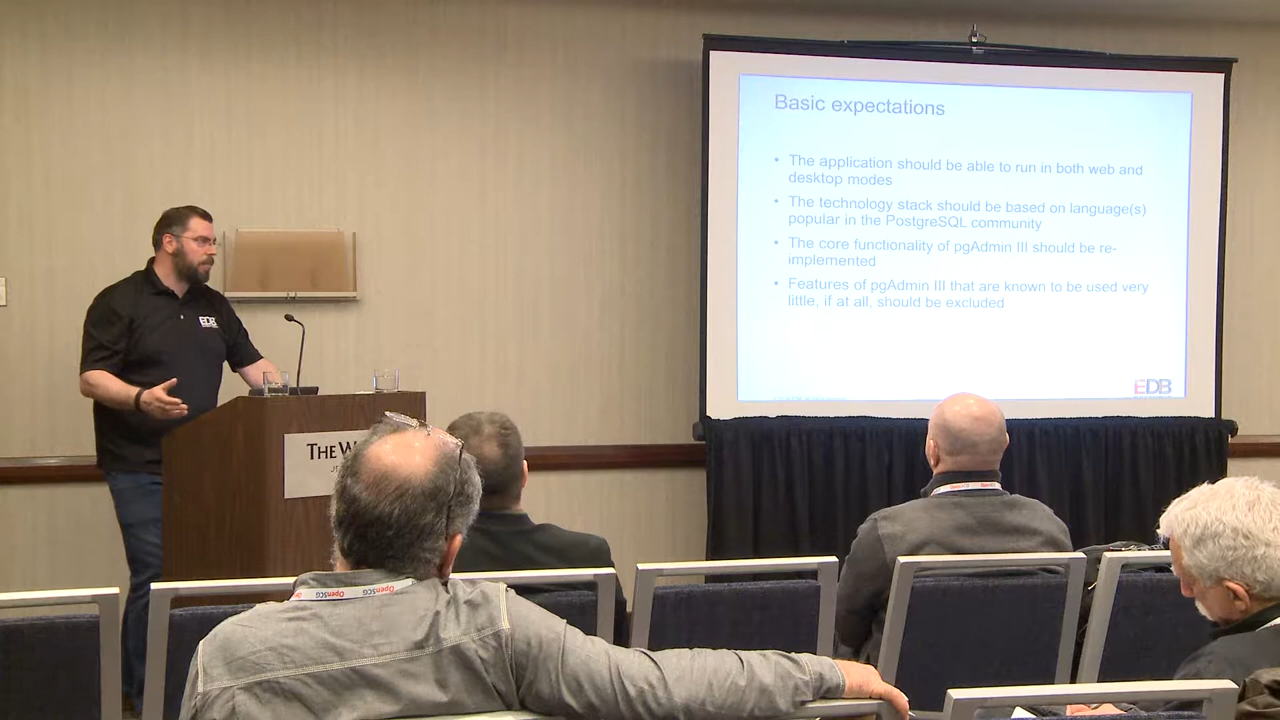 Basic expectations
• The application should be able to run in both web and
desktop modes
• The technology stack should be based on language(s)
popular in the PostgreSQL community
• The core functionality of pgAdmin III should be re-
implemented
• Features of pgAdmin III that are known to be used very
little, if at all, should be excluded
EDB
EDB
THE W
OpenSCG
OpenSCG
OpenSCG
OpenSCG